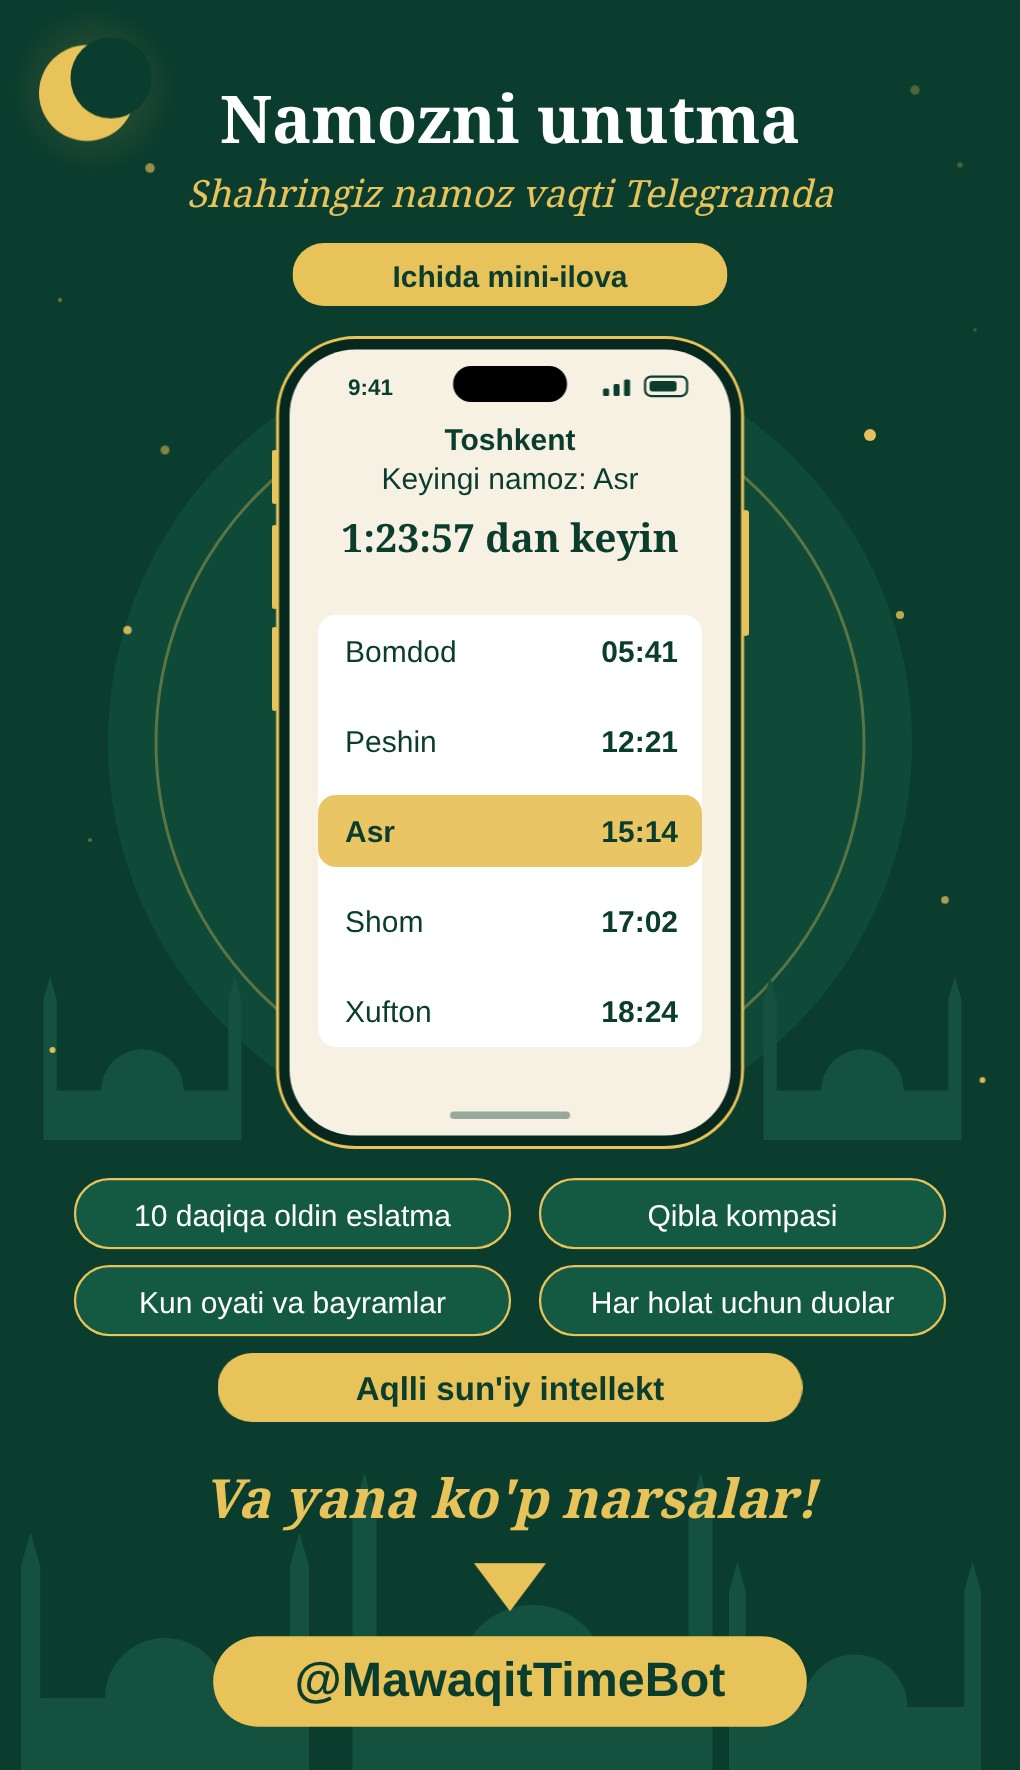 Namozni unutma
Shahringiz namoz vaqti Telegramda
Ichida mini-ilova
9:41
Toshkent
Keyingi namoz: Asr
1:23:57 dan keyin
Bomdod 05:41
Peshin 12:21
Asr 15:14
Shom 17:02
Xufton 18:24
10 daqiqa oldin eslatma
Qibla kompasi
Kun oyati va bayramlar
Har holat uchun duolar
Aqlli sun'iy intellekt
Va yana ko'p narsalar!
@MawaqitTimeBot